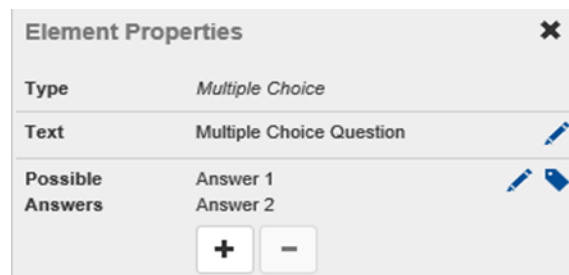 Element Properties
Type Multiple Choice
Text Multiple Choice Question
Possible Answers Answer 1
Answer 2